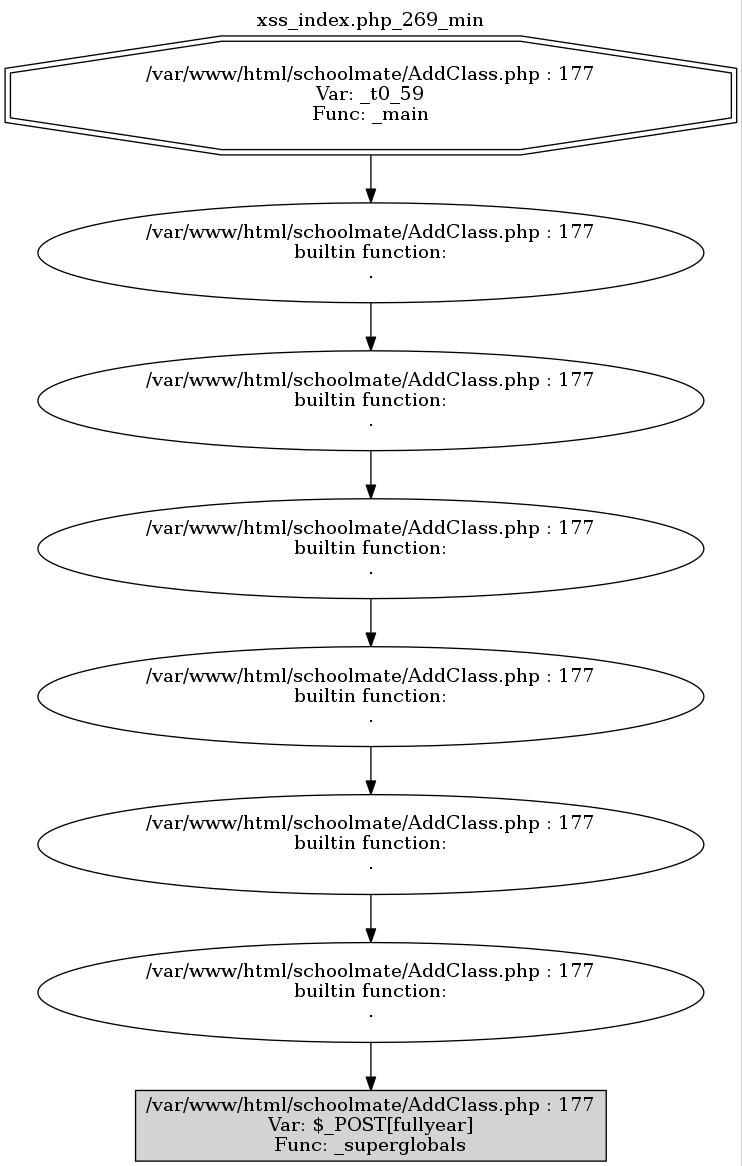 xss_index.php_269_min
/var/www/html/schoolmate/AddClass.php : 177
Var: _t0_59
Func: _main
/var/www/html/schoolmate/AddClass.php : 177
builtin function:
.
/var/www/html/schoolmate/AddClass.php : 177
builtin function:
.
/var/www/html/schoolmate/AddClass.php : 177
builtin function:
.
/var/www/html/schoolmate/AddClass.php : 177
builtin function:
.
/var/www/html/schoolmate/AddClass.php : 177
builtin function:
.
/var/www/html/schoolmate/AddClass.php : 177
builtin function:
.
/var/www/html/schoolmate/AddClass.php : 177
Var: $_POST[fullyear]
Func: _superglobals